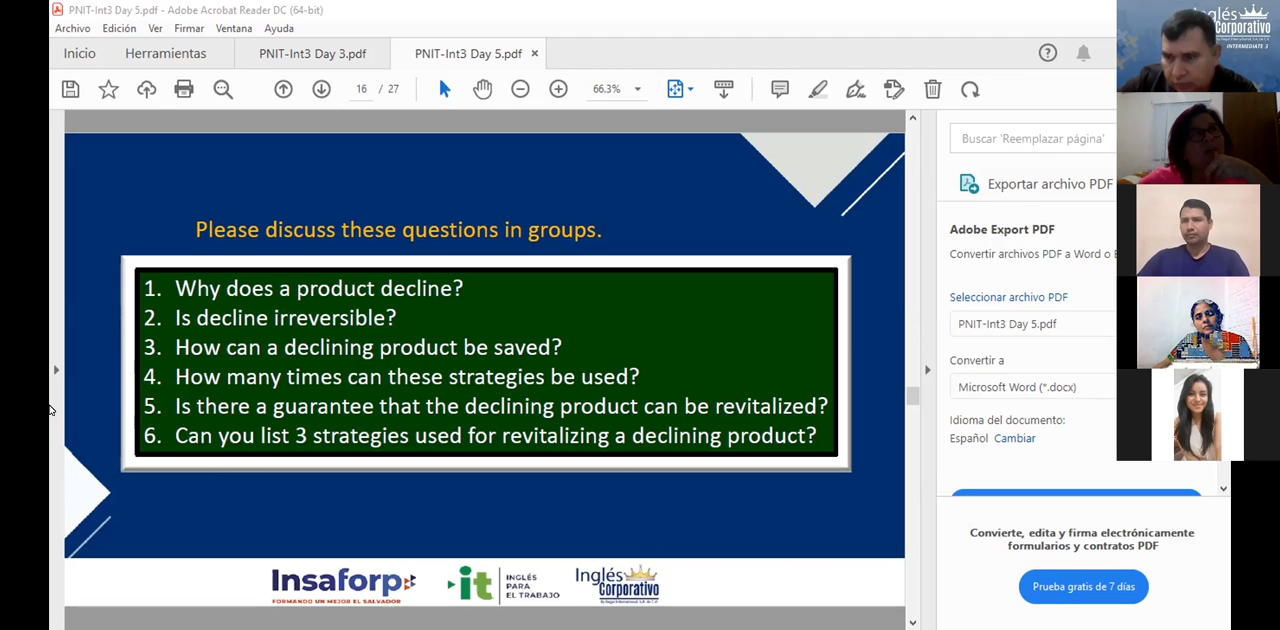 PNIT-Int3 Day 5.pdf - Adobe Acrobat Reader DC (64-bit)
Archivo Edición Ver Firmar Ventana Ayuda
Inicio Herramientas PNIT-Int3 Day 3.pdf PNIT-Int3 Day 5.pdf ×
16 / 27 66.3%
Please discuss these questions in groups.
1. Why does a product decline?
2. Is decline irreversible?
3. How can a declining product be saved?
4. How many times can these strategies be used?
5. Is there a guarantee that the declining product can be revitalized?
6. Can you list 3 strategies used for revitalizing a declining product?
Insaforp
FORMANDO UN MEJOR EL SALVADOR
it
INGLÉS
PARA
EL TRABAJO
Inglés
Corporativo
Buscar 'Reemplazar página'
Exportar archivo PDF
Adobe Export PDF
Convertir archivos PDF a Word o E
Seleccionar archivo PDF
PNIT-Int3 Day 5.pdf
Convertir a
Microsoft Word (*.docx)
Idioma del documento:
Español Cambiar
Convierte, edita y firma electrónicamente
formularios y contratos PDF
Prueba gratis de 7 días
Corporativo
INTERMEDIATE 3